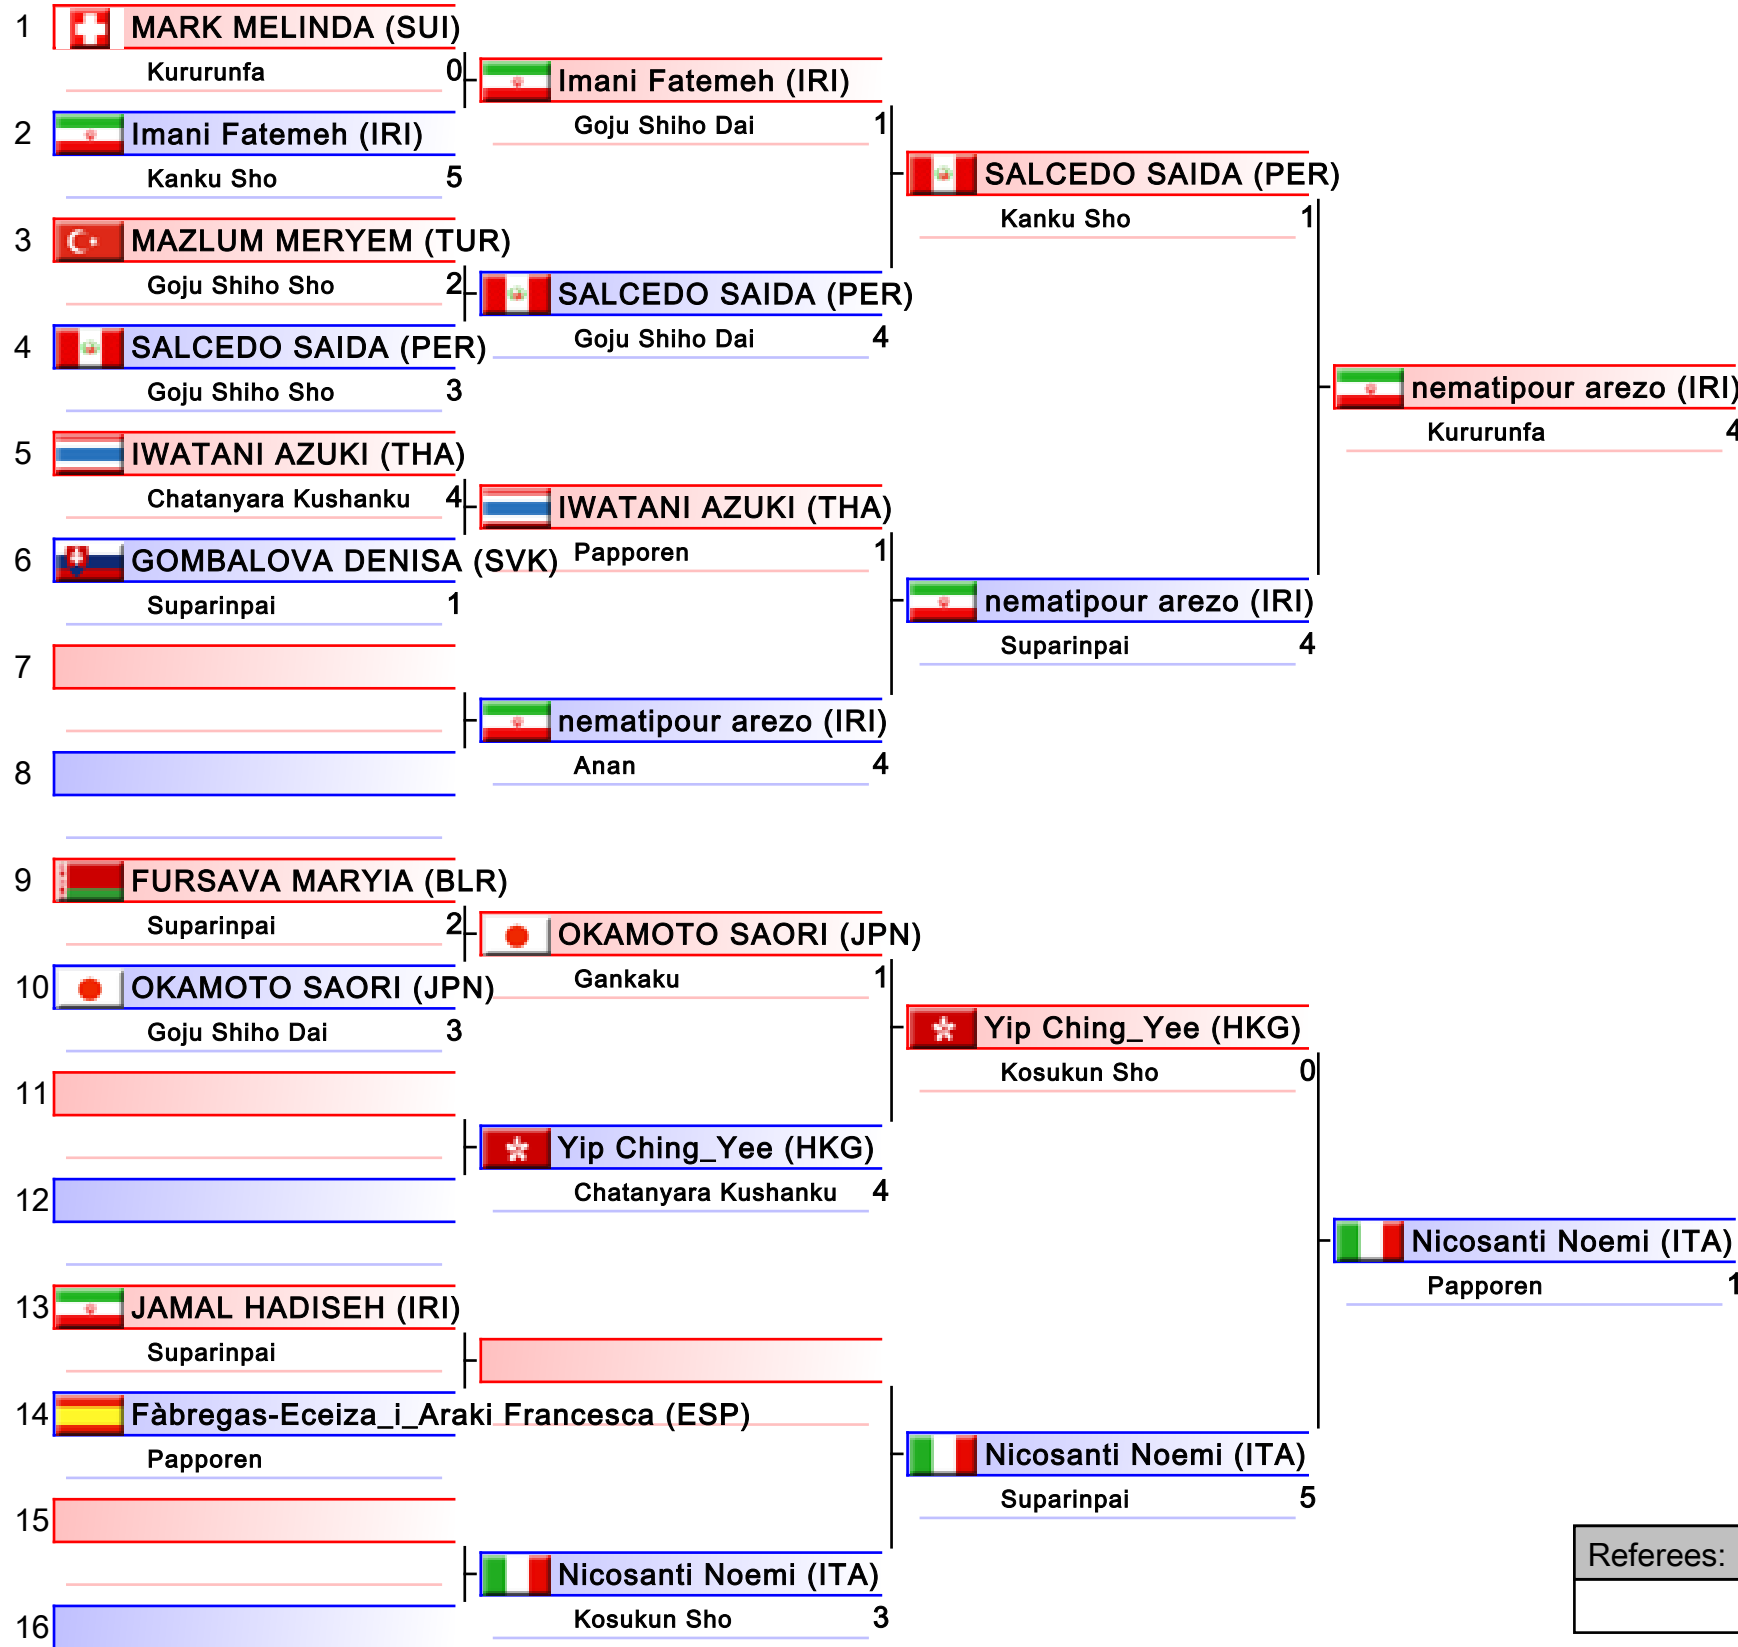 1 MARK MELINDA (SUI)
Kururunfa 0
Imani Fatemeh (IRI)
Goju Shiho Dai 1
2 Imani Fatemeh (IRI)
Kanku Sho 5
SALCEDO SAIDA (PER)
Kanku Sho 1
3 MAZLUM MERYEM (TUR)
Goju Shiho Sho 2
SALCEDO SAIDA (PER)
Goju Shiho Dai 4
4 SALCEDO SAIDA (PER)
Goju Shiho Sho 3
nematipour arezo (IRI)
Kururunfa 4
5 IWATANI AZUKI (THA)
Chatanyara Kushanku 4
IWATANI AZUKI (THA)
Papporen 1
6 GOMBALOVA DENISA (SVK)
Suparinpai 1
nematipour arezo (IRI)
Suparinpai 4
7
nematipour arezo (IRI)
Anan 4
8
9 FURSAVA MARYIA (BLR)
Suparinpai 2
OKAMOTO SAORI (JPN)
Gankaku 1
10 OKAMOTO SAORI (JPN)
Goju Shiho Dai 3
Yip Ching_Yee (HKG)
Kosukun Sho 0
11
Yip Ching_Yee (HKG)
Chatanyara Kushanku 4
12
Nicosanti Noemi (ITA)
Papporen 1
13 JAMAL HADISEH (IRI)
Suparinpai
14 Fàbregas-Eceiza_i_Araki Francesca (ESP)
Papporen
Nicosanti Noemi (ITA)
Suparinpai 5
15
Nicosanti Noemi (ITA)
Kosukun Sho 3
16
Referees: